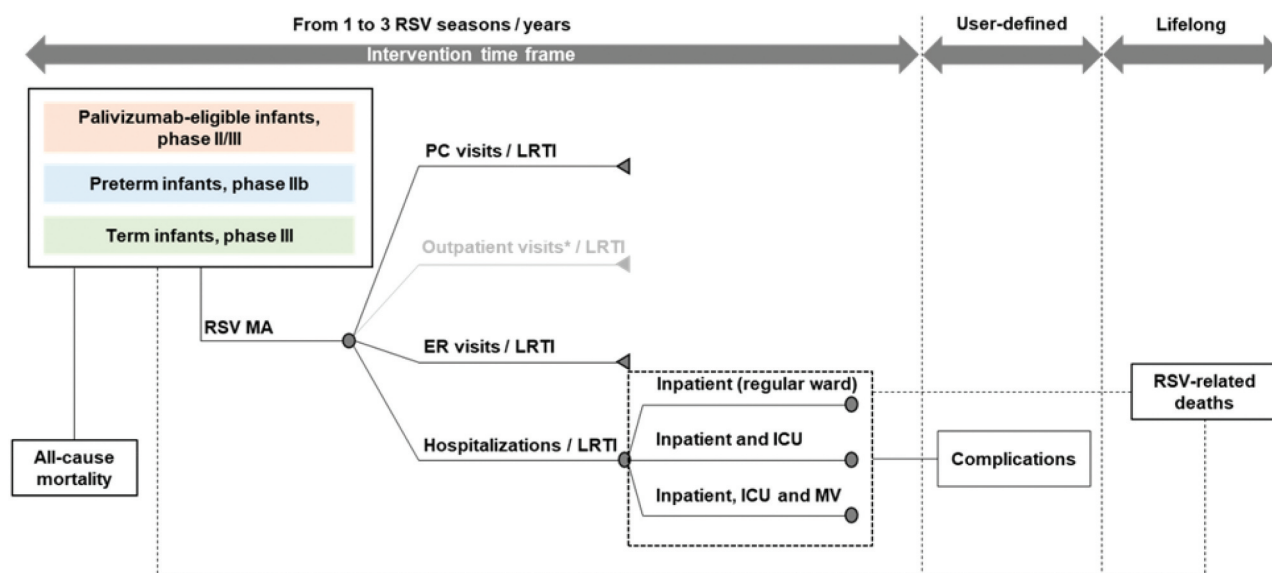 From 1 to 3 RSV seasons / years
User-defined
Lifelong
Intervention time frame
Palivizumab-eligible infants,
phase II/III
Preterm infants, phase IIb
Term infants, phase III
PC visits / LRTI
Outpatient visits* / LRTI
RSV MA
ER visits / LRTI
Inpatient (regular ward)
RSV-related
deaths
Hospitalizations / LRTI
Inpatient and ICU
All-cause
mortality
Complications
Inpatient, ICU and MV